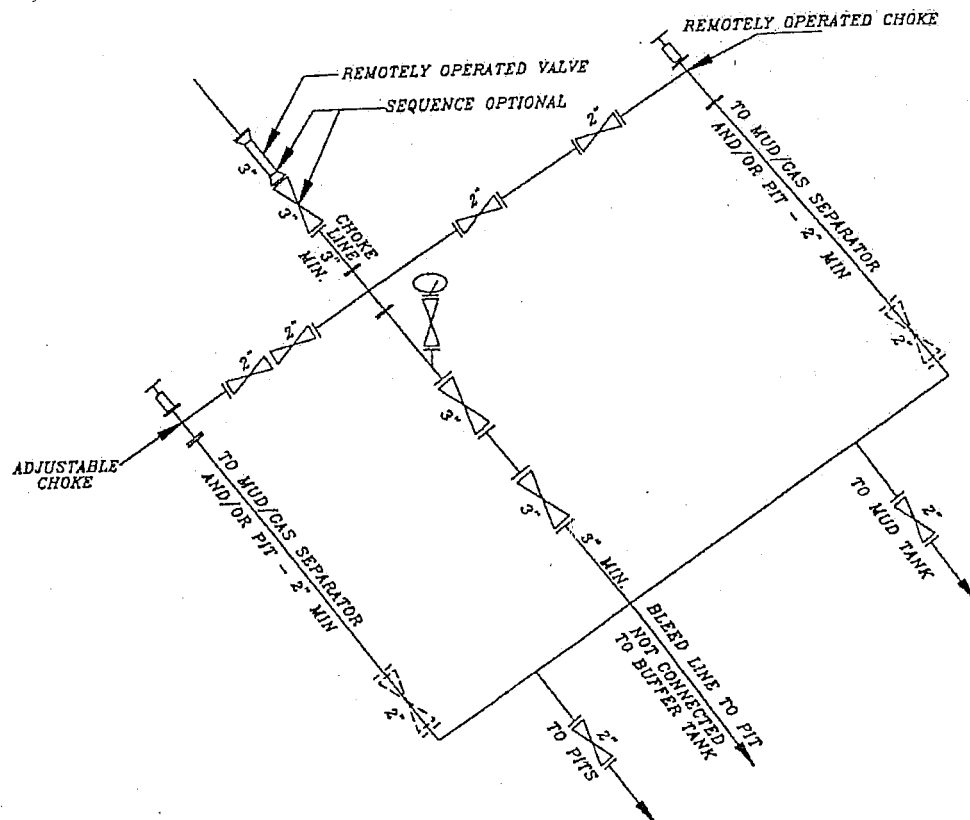 REMOTELY OPERATED CHOKE
REMOTELY OPERATED VALVE
SEQUENCE OPTIONAL
3"
3"
CHOKE
LINE
3"
MIN.
2"
2"
TO MUD/GAS SEPARATOR
AND/OR PIT - 2" MIN
2"
2"
2"
ADJUSTABLE
CHOKE
TO MUD/GAS SEPARATOR
AND/OR PIT - 2" MIN
2"
3"
3"
3" MIN.
BLEED LINE TO PIT
NOT CONNECTED
TO BUFFER TANK
2"
TO MUD TANK
2"
TO PITS